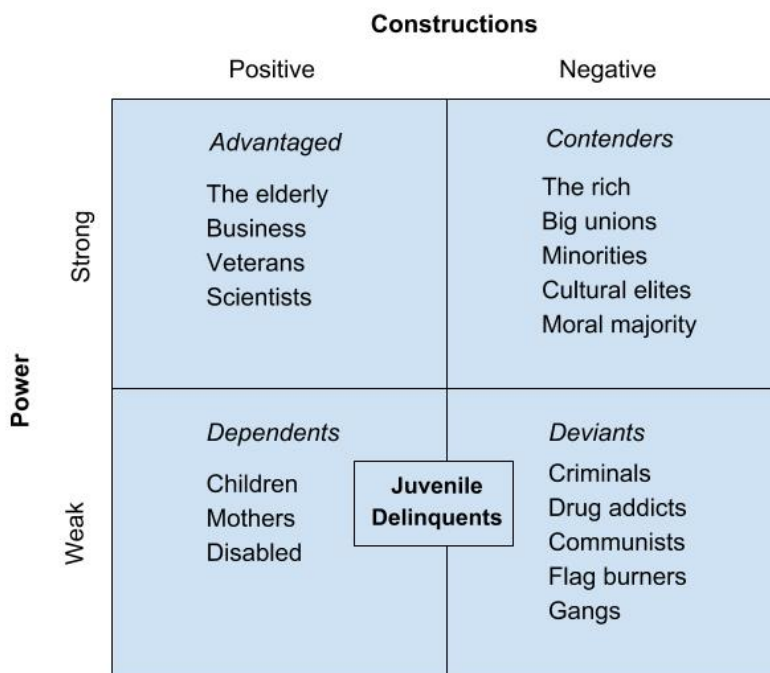 Constructions
Positive
Negative
Power
Strong
Advantaged
The elderly
Business
Veterans
Scientists
Contenders
The rich
Big unions
Minorities
Cultural elites
Moral majority
Weak
Dependents
Children
Mothers
Disabled
Juvenile
Delinquents
Deviants
Criminals
Drug addicts
Communists
Flag burners
Gangs